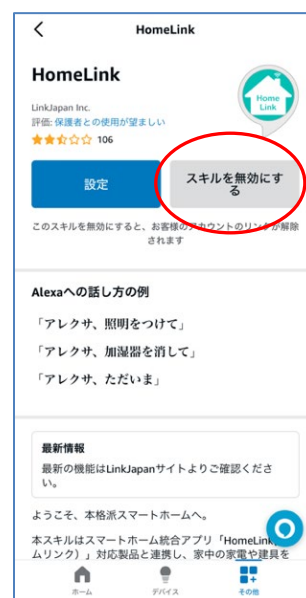 HomeLink
HomeLink
Home
Link
LinkJapan Inc.
評価: 保護者との使用が望ましい
106
設定
スキルを無効にす
る
このスキルを無効にすると、お客様のアカウントのリンクが解除
されます
Alexaへの話し方の例
「アレクサ、照明をつけて」
「アレクサ、加湿器を消して」
「アレクサ、ただいま」
最新情報
最新の機能はLinkJapanサイトよりご確認くださ
い。
ようこそ、本格派スマートホームへ。
本スキルはスマートホーム統合アプリ「HomeLink
ムリンク）」対応製品と連携し、家中の家電や建具を
ホーム
デバイス
その他